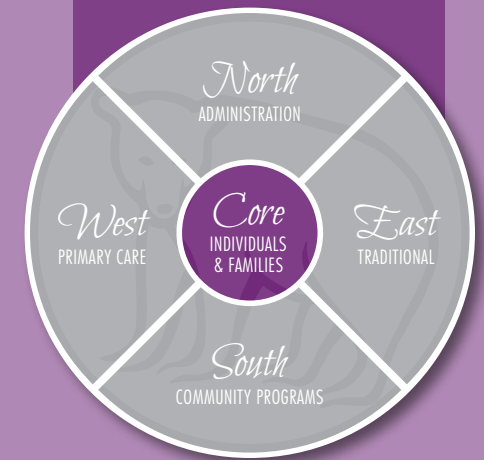 North
ADMINISTRATION
West
PRIMARY CARE
Core
INDIVIDUALS
& FAMILIES
East
TRADITIONAL
South
COMMUNITY PROGRAMS